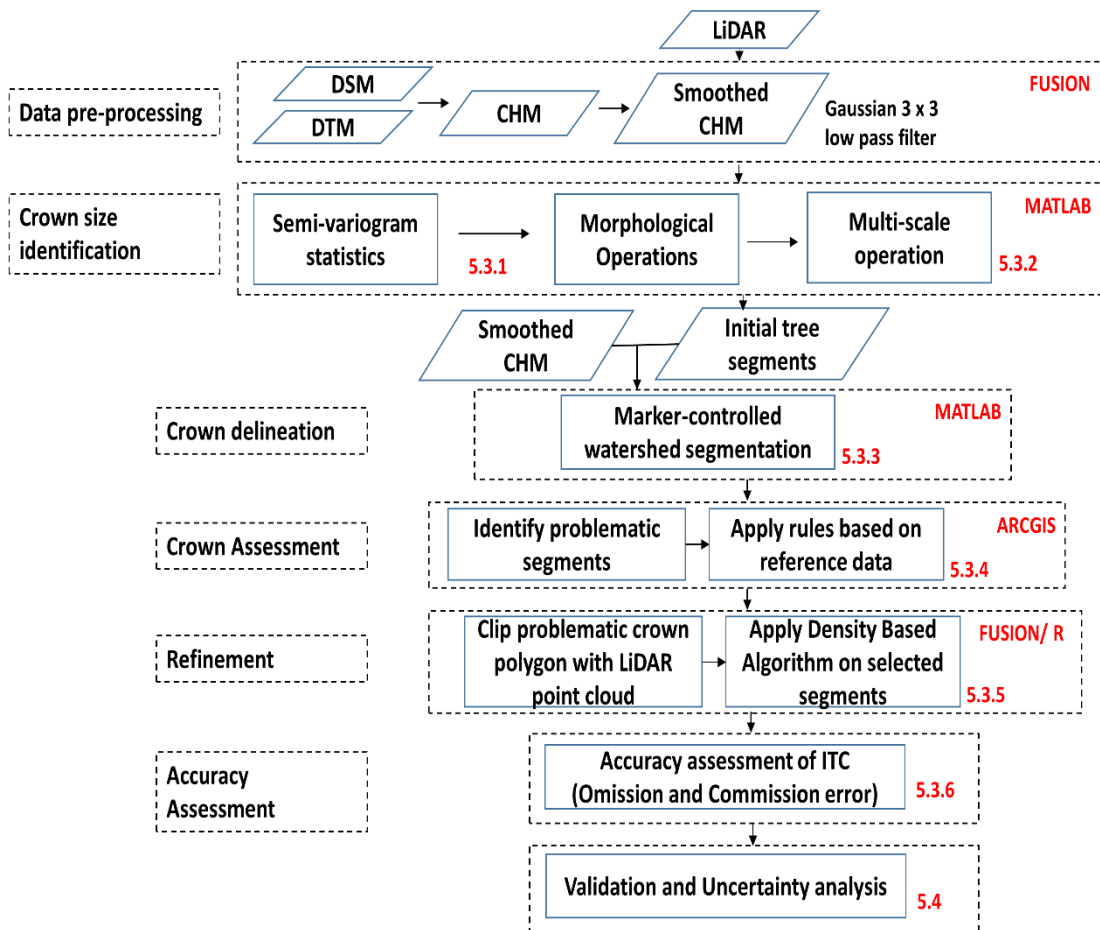 LiDAR
FUSION
Data pre-processing
DSM
DTM
CHM
Smoothed
CHM
Gaussian 3 x 3
low pass filter
Crown size
identification
MATLAB
Semi-variogram
statistics
5.3.1
Morphological
Operations
Multi-scale
operation
5.3.2
Smoothed
CHM
Initial tree
segments
Crown delineation
MATLAB
Marker-controlled
watershed segmentation
5.3.3
Crown Assessment
ARCGIS
Identify problematic
segments
Apply rules based on
reference data
5.3.4
Refinement
FUSION/ R
Clip problematic crown
polygon with LiDAR
point cloud
Apply Density Based
Algorithm on selected
segments
5.3.5
Accuracy
Assessment
Accuracy assessment of ITC
(Omission and Commission error)
5.3.6
Validation and Uncertainty analysis
5.4